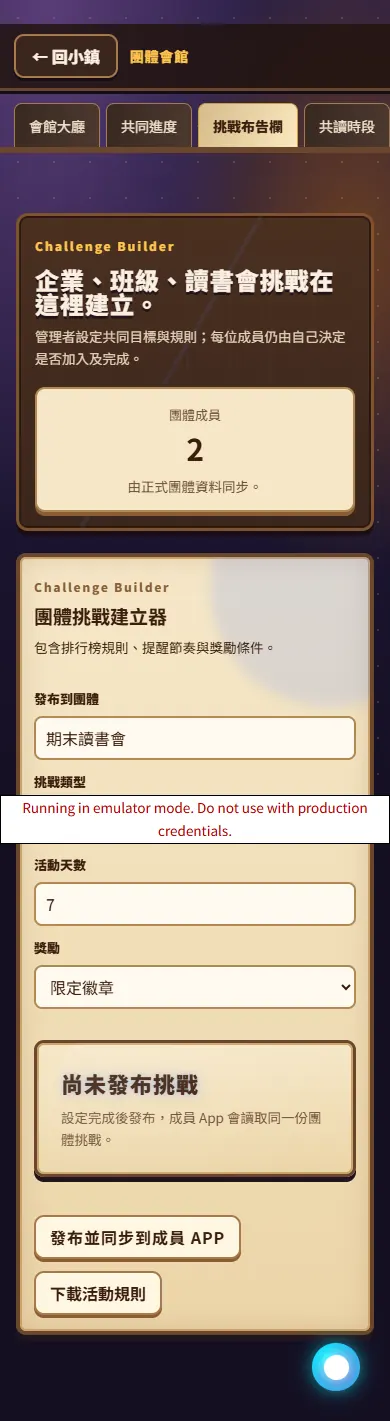 ← 回小鎮
團體會館
會館大廳
共同進度
挑戰布告欄
共讀時段
Challenge Builder
企業、班級、讀書會挑戰在
這裡建立。
管理者設定共同目標與規則；每位成員仍由自己決定
是否加入及完成。
團體成員
2
由正式團體資料同步。
Challenge Builder
團體挑戰建立器
包含排行榜規則、提醒節奏與獎勵條件。
發布到團體
期末讀書會
挑戰類型
Running in emulator mode. Do not use with production
credentials.
活動天數
7
獎勵
限定徽章
尚未發布挑戰
設定完成後發布，成員 App 會讀取同一份團
體挑戰。
發布並同步到成員 APP
下載活動規則